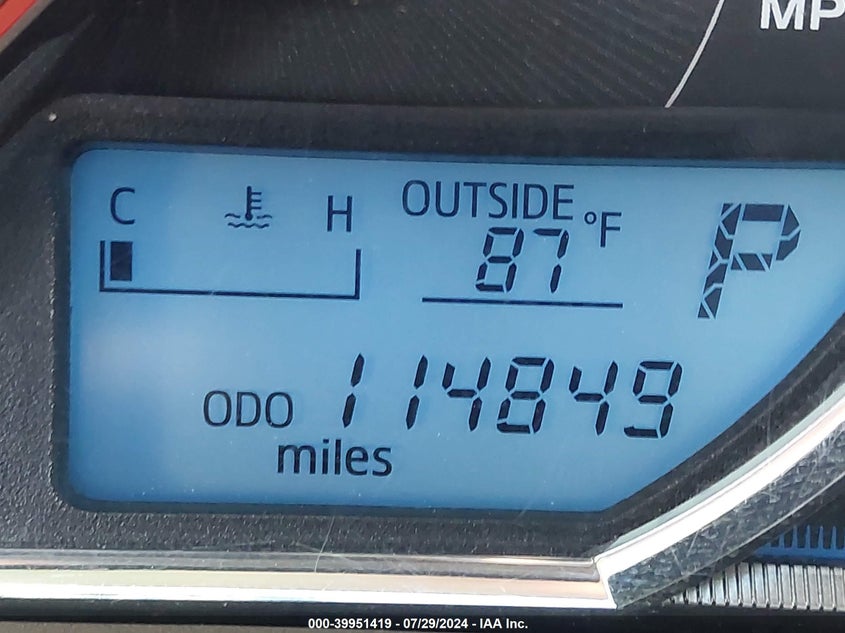 MP
C H OUTSIDE °F P
87
ODO 114849
miles
000-39951419 - 07/29/2024 - IAA Inc.